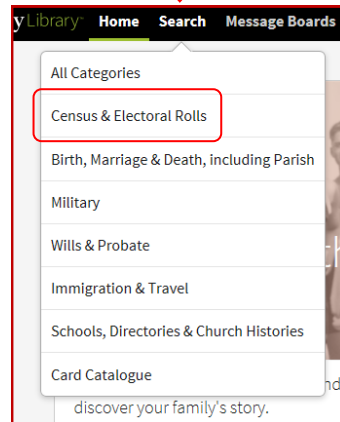 yLibrary Home Search Message Boards
All Categories
Census & Electoral Rolls
Birth, Marriage & Death, including Parish
Military
Wills & Probate
Immigration & Travel
Schools, Directories & Church Histories
Card Catalogue
discover your family's story.